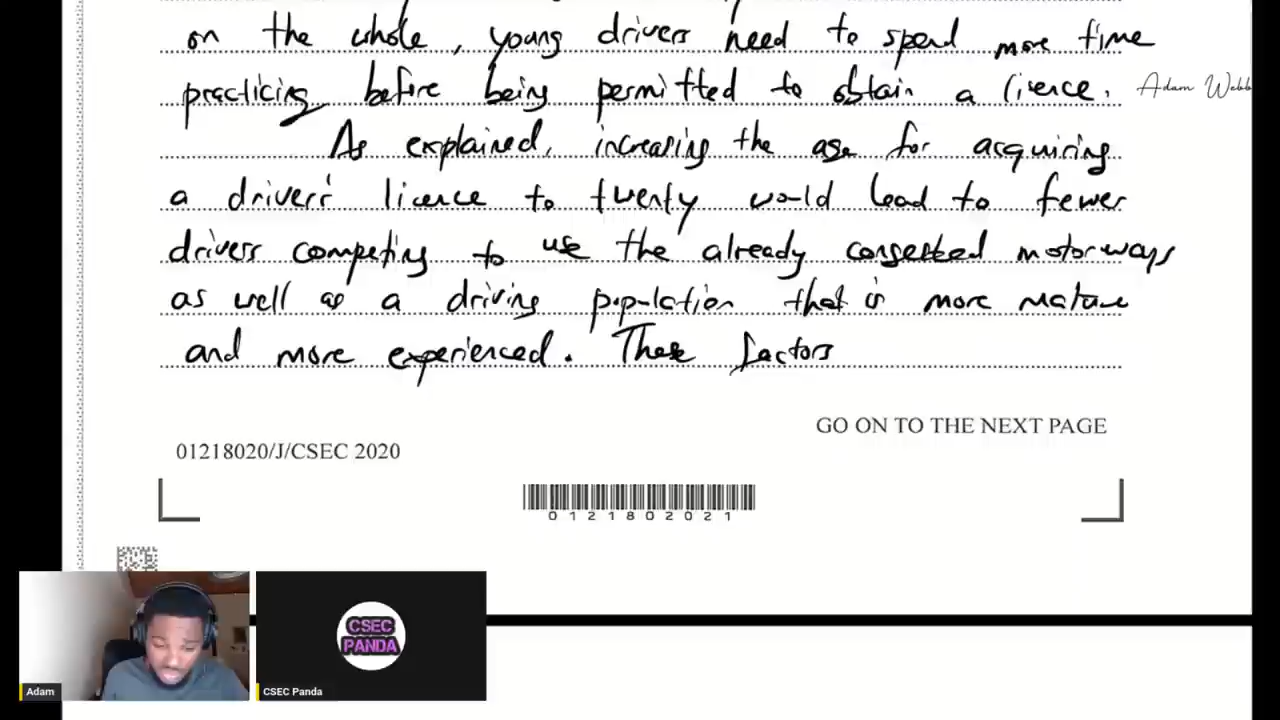 on the whole, young drivers need to spend more time
practicing before being permitted to obtain a licence.
Adam Webb
As explained, increasing the age for acquiring
a driver's licence to twenty would lead to fewer
drivers competing to use the already congested motorways
as well as a driving population that is more mature
and more experienced. These factors
GO ON TO THE NEXT PAGE
01218020/J/CSEC 2020
0121802021
CSEC
PANDA
Adam
CSEC Panda